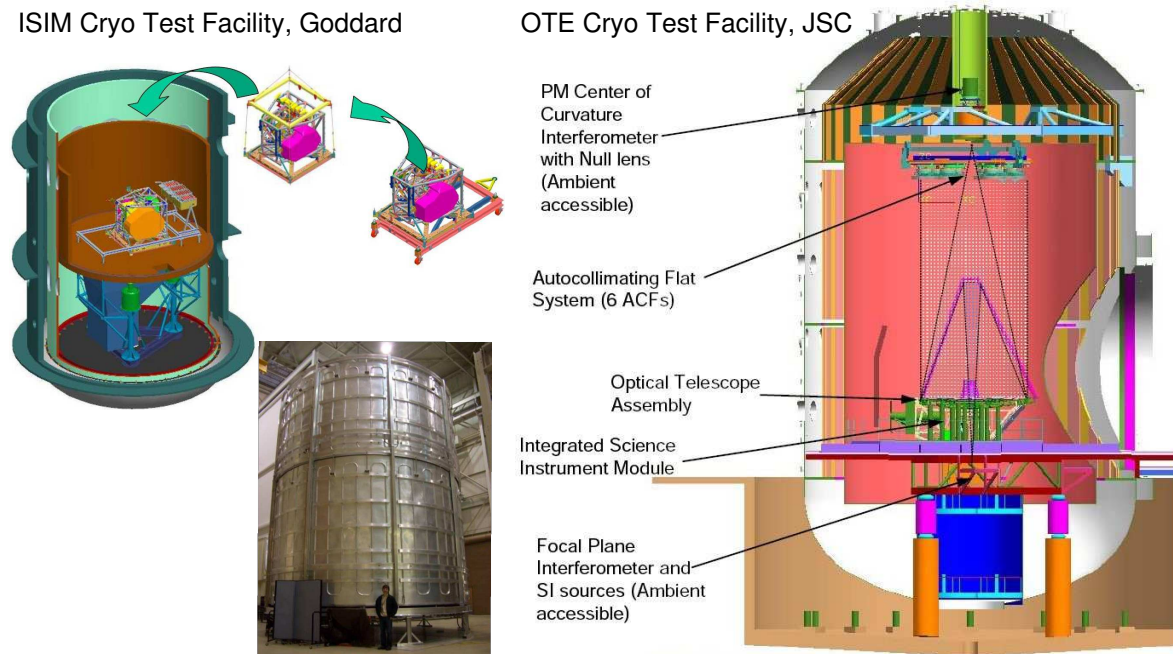 ISIM Cryo Test Facility, Goddard
OTE Cryo Test Facility, JSC
PM Center of
Curvature
Interferometer
with Null lens
(Ambient
accessible)
Autocollimating Flat
System (6 ACFs)
Optical Telescope
Assembly
Integrated Science
Instrument Module
Focal Plane
Interferometer and
SI sources (Ambient
accessible)